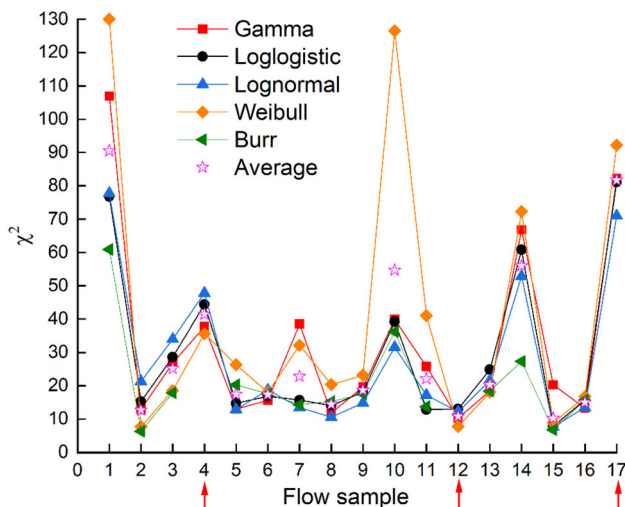 130
120
110
100
90
80
70
60
50
40
30
20
10
0
χ²
Gamma
Loglogistic
Lognormal
Weibull
Burr
Average
0 1 2 3 4 5 6 7 8 9 10 11 12 13 14 15 16 17
Flow sample